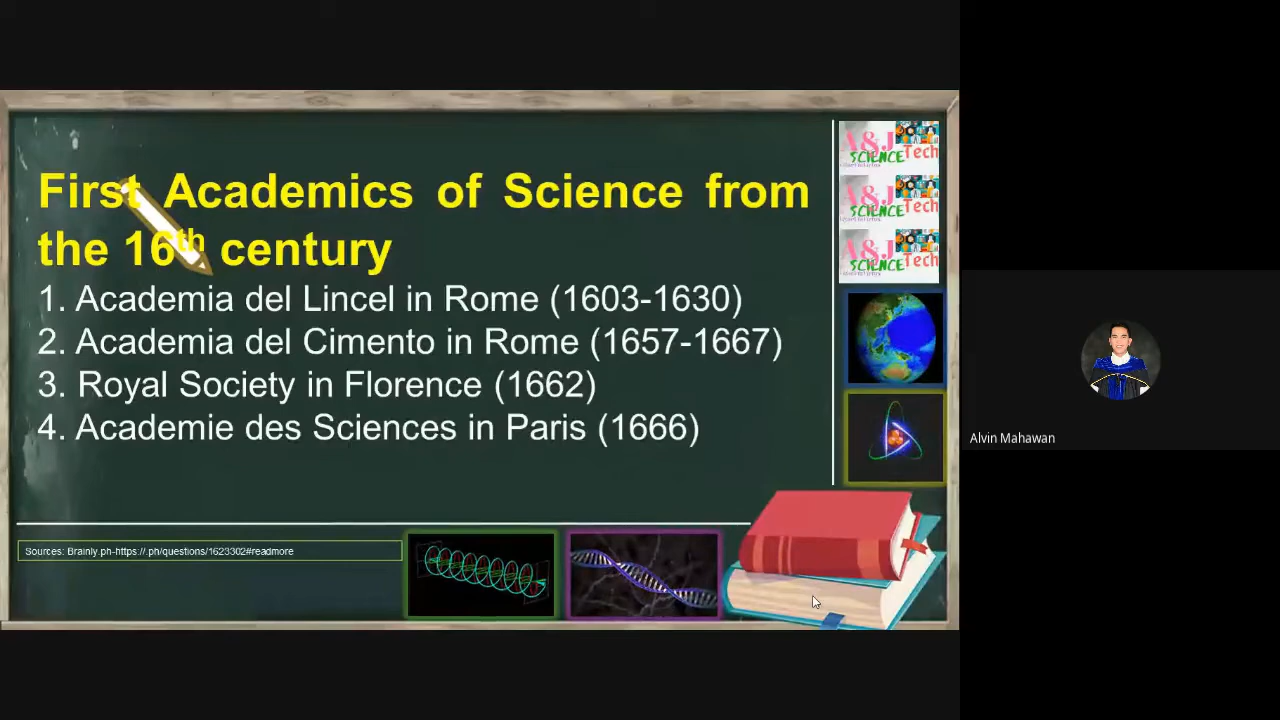 First Academics of Science from
the 16th century
1. Academia del Lincel in Rome (1603-1630)
2. Academia del Cimento in Rome (1657-1667)
3. Royal Society in Florence (1662)
4. Academie des Sciences in Paris (1666)
Sources: Brainly.ph-https://.ph/questions/1623302#readmore
A&J
SCIENCE Tech
A&J
SCIENCE Tech
A&J
SCIENCE Tech
Alvin Mahawan